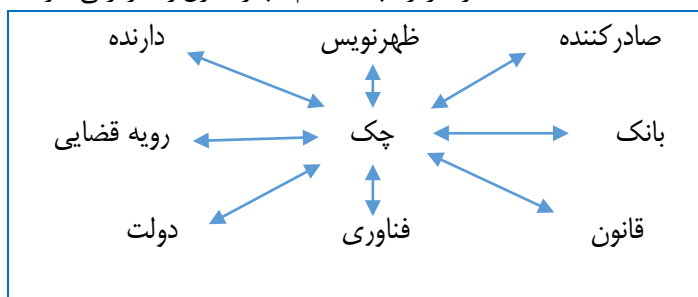 صادرکننده ظهرنویس دارنده
بانک چک رویه قضایی
قانون فناوری دولت